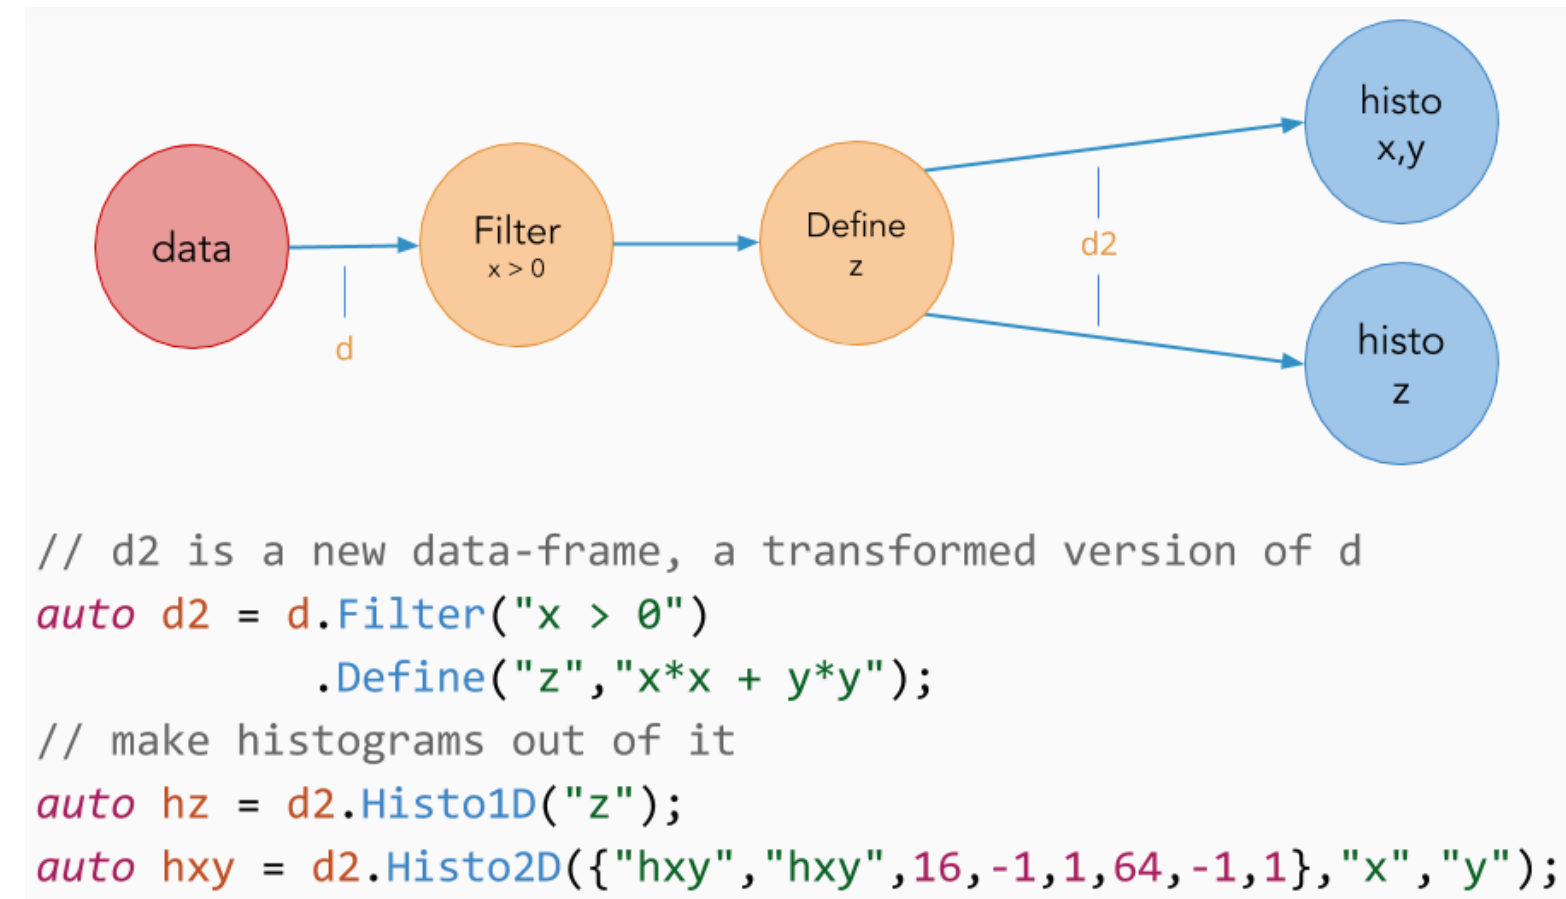 data
d
Filter
x > 0
Define
z
d2
histo
x,y
histo
z
// d2 is a new data-frame, a transformed version of d
auto d2 = d.Filter("x > 0")
.Define("z","x*x + y*y");
// make histograms out of it
auto hz = d2.Histo1D("z");
auto hxy = d2.Histo2D({"hxy","hxy",16,-1,1,64,-1,1},"x","y");